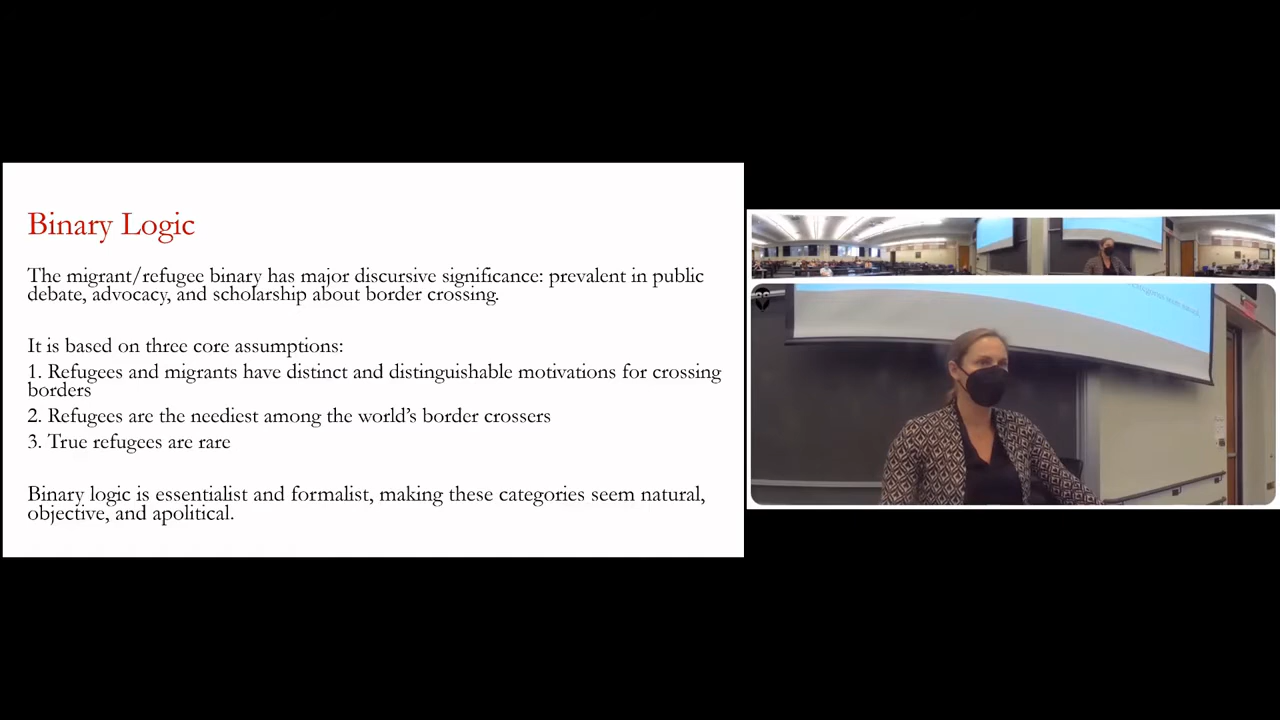 Binary Logic
The migrant/refugee binary has major discursive significance: prevalent in public
debate, advocacy, and scholarship about border crossing.
It is based on three core assumptions:
1. Refugees and migrants have distinct and distinguishable motivations for crossing
borders
2. Refugees are the neediest among the world’s border crossers
3. True refugees are rare
Binary logic is essentialist and formalist, making these categories seem natural,
objective, and apolitical.